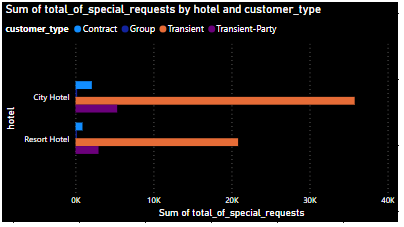 Sum of total_of_special_requests by hotel and customer_type
customer_type Contract Group Transient Transient-Party
City Hotel
Resort Hotel
hotel
0K 10K 20K 30K 40K
Sum of total_of_special_requests